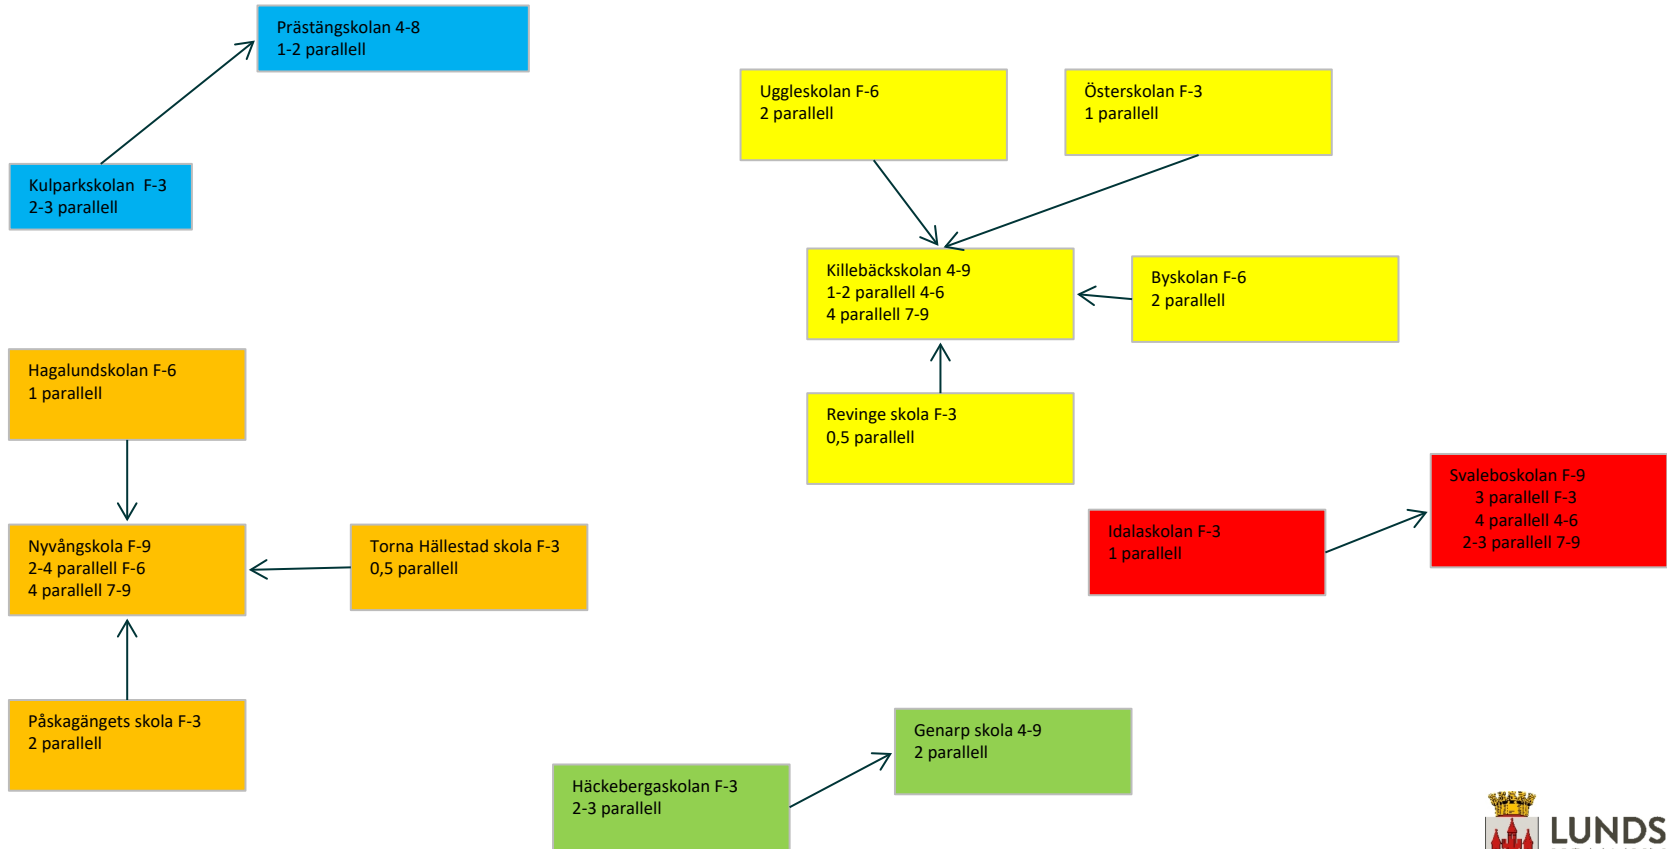 Prästängskolan 4-8
1-2 parallell
Kulparkskolan F-3
2-3 parallell
Uggleskolan F-6
2 parallell
Österskolan F-3
1 parallell
Killebäckskolan 4-9
1-2 parallell 4-6
4 parallell 7-9
Byskolan F-6
2 parallell
Revinge skola F-3
0,5 parallell
Hagalundskolan F-6
1 parallell
Nyvångskola F-9
2-4 parallell F-6
4 parallell 7-9
Torna Hällestad skola F-3
0,5 parallell
Påskagängets skola F-3
2 parallell
Idalaskolan F-3
1 parallell
Svaleboskolan F-9
3 parallell F-3
4 parallell 4-6
2-3 parallell 7-9
Häckebergaskolan F-3
2-3 parallell
Genarp skola 4-9
2 parallell
LUNDS